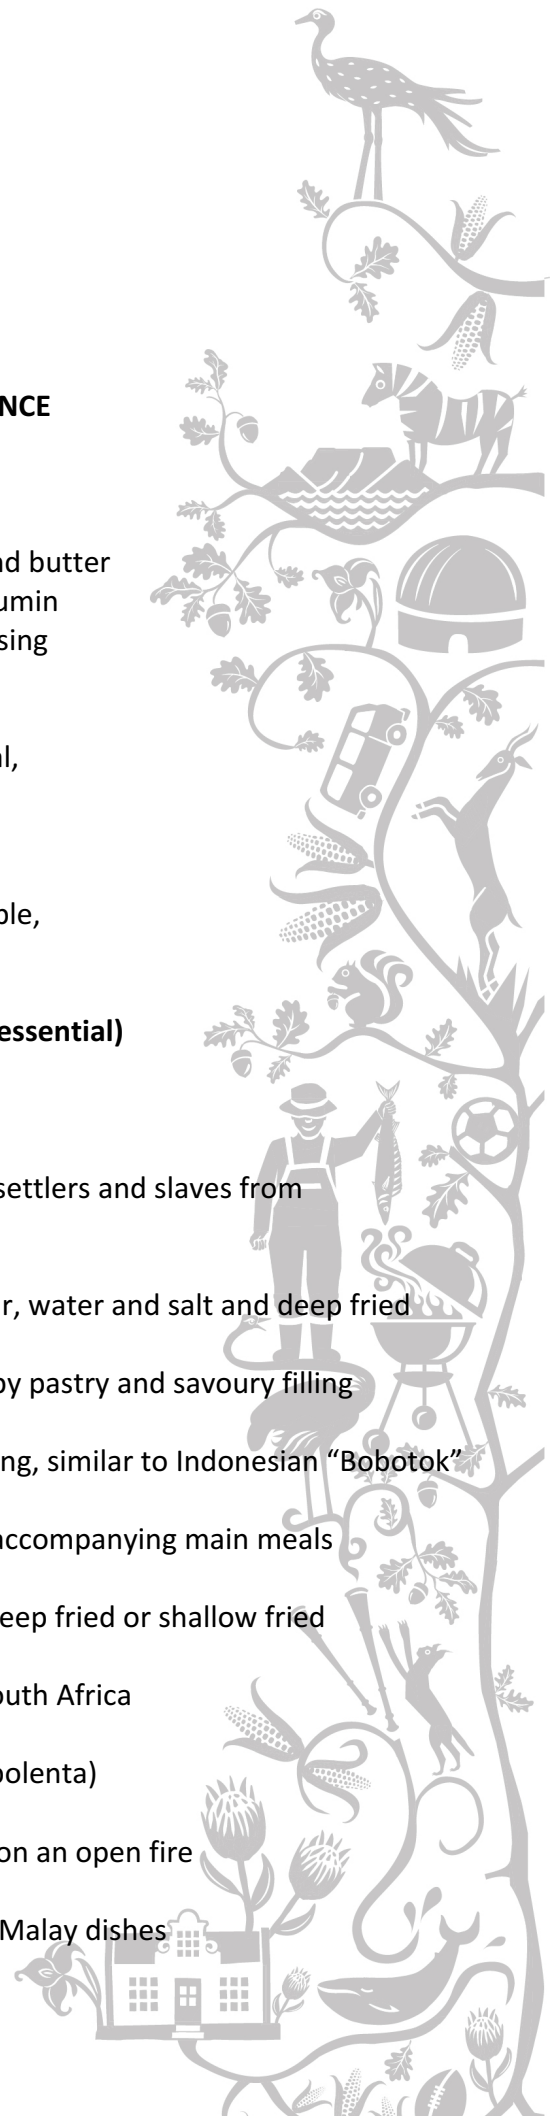 NCE
nd butter
umin
sing
al,
ble,
essential)
settlers and slaves from
r, water and salt and deep fried
py pastry and savoury filling
ng, similar to Indonesian “Bobotok”
accompanying main meals
eep fried or shallow fried
outh Africa
polenta)
on an open fire
Malay dishes